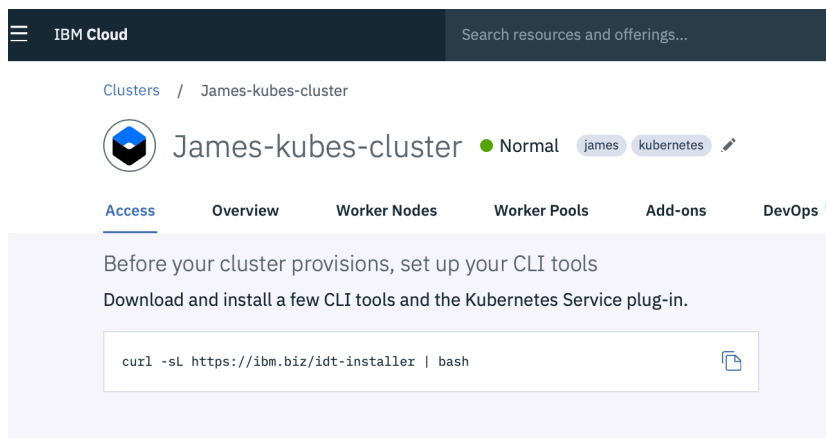 IBM Cloud
Search resources and offerings...
Clusters / James-kubes-cluster
James-kubes-cluster Normal james kubernetes
Access Overview Worker Nodes Worker Pools Add-ons DevOps
Before your cluster provisions, set up your CLI tools
Download and install a few CLI tools and the Kubernetes Service plug-in.
curl -sL https://ibm.biz/idt-installer | bash